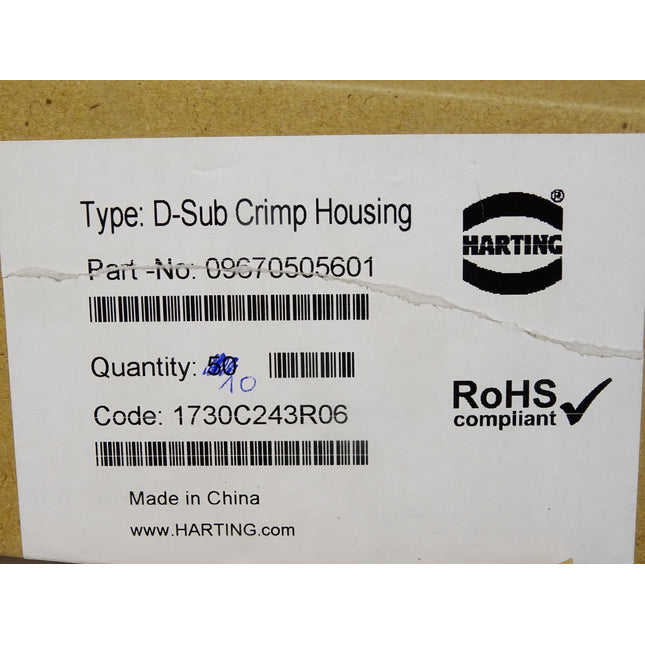 Type: D-Sub Crimp Housing
®
HARTING
Part -No: 09670505601
Quantity: 50
10
Code: 1730C243R06
RoHS
compliant
Made in China
www.HARTING.com